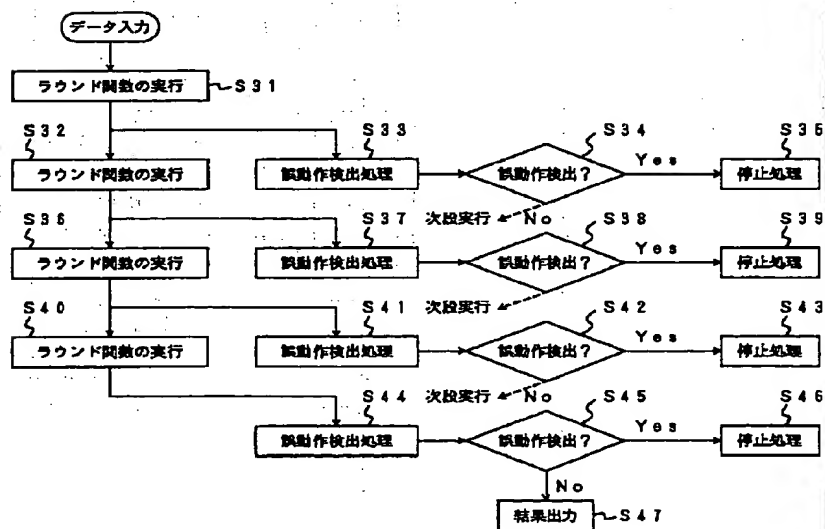 データ入力
ラウンド関数の実行 S31
S32 S33 S34 S35
ラウンド関数の実行 誤動作検出処理 誤動作検出? Yes 停止処理
S36 S37 次段実行 No S38 S39
ラウンド関数の実行 誤動作検出処理 誤動作検出? Yes 停止処理
S40 S41 次段実行 S42 S43
ラウンド関数の実行 誤動作検出処理 誤動作検出? Yes 停止処理
S44 次段実行 No S45 S46
誤動作検出処理 誤動作検出? Yes 停止処理
No
結果出力 S47